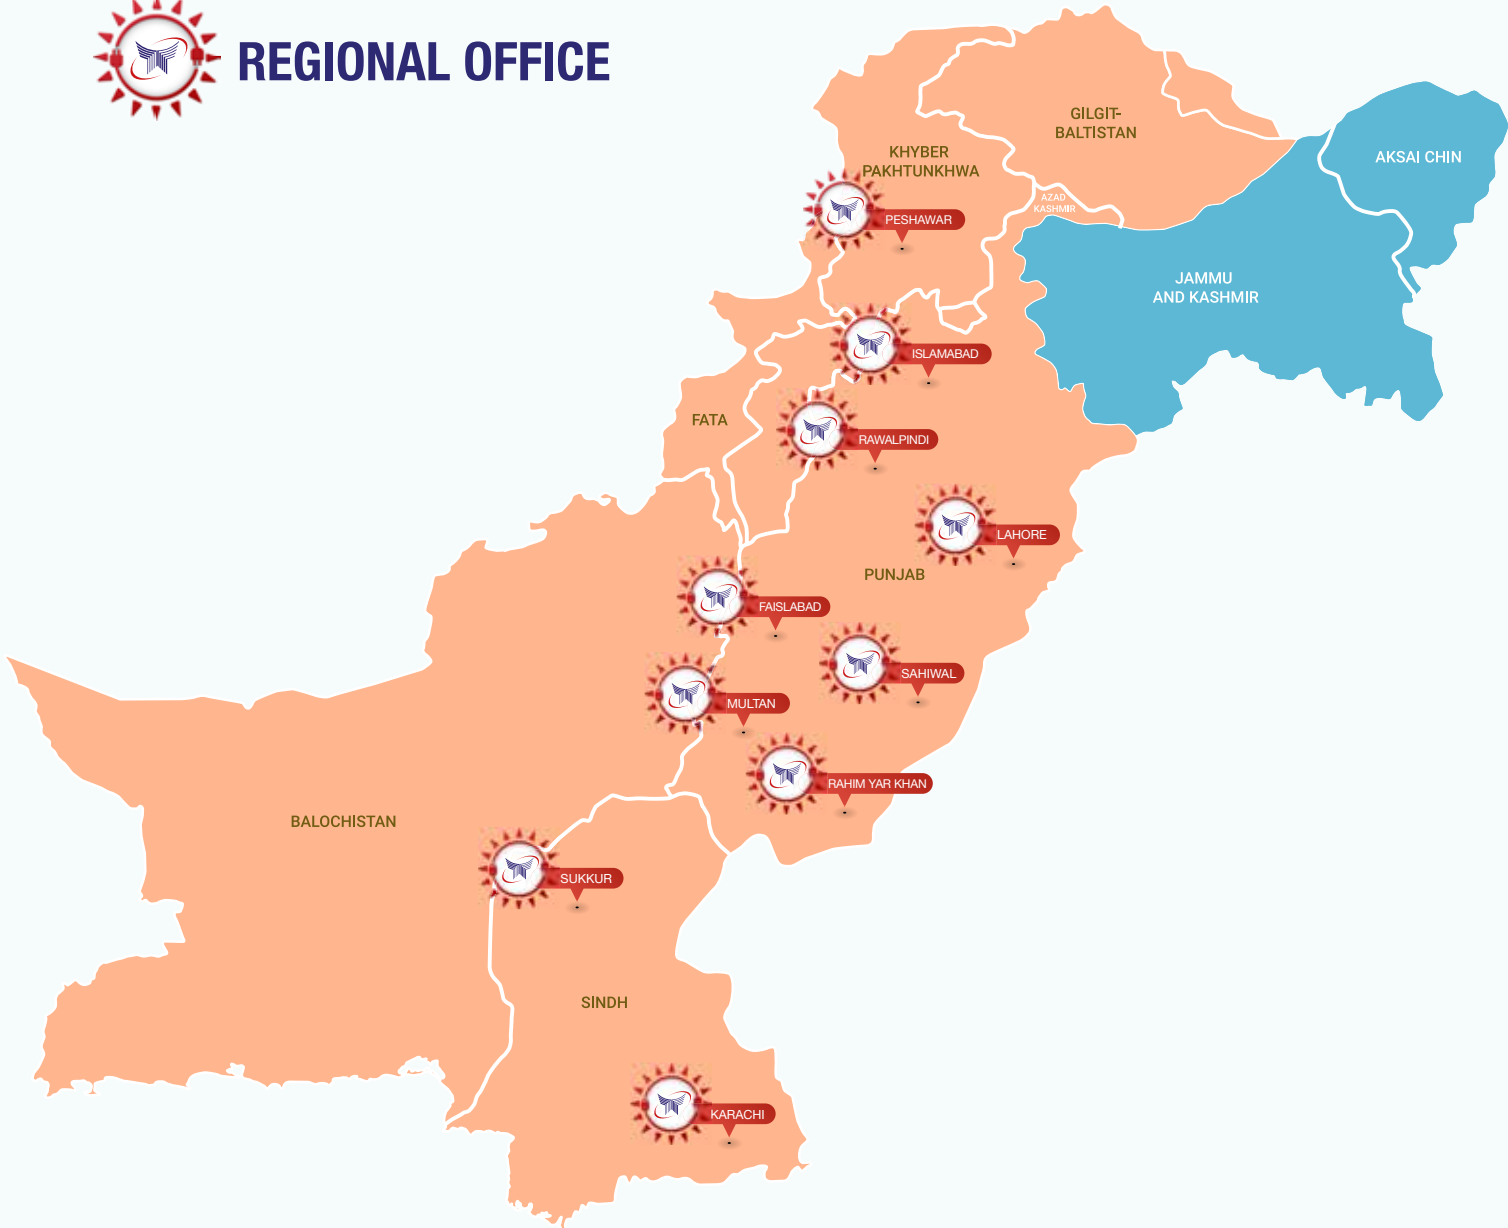 REGIONAL OFFICE
GILGIT-
BALTISTAN
AKSAI CHIN
KHYBER
PAKHTUNKHWA
AZAD
KASHMIR
PESHAWAR
JAMMU
AND KASHMIR
ISLAMABAD
FATA
RAWALPINDI
LAHORE
PUNJAB
FAISLABAD
SAHIWAL
MULTAN
RAHIM YAR KHAN
BALOCHISTAN
SUKKUR
SINDH
KARACHI